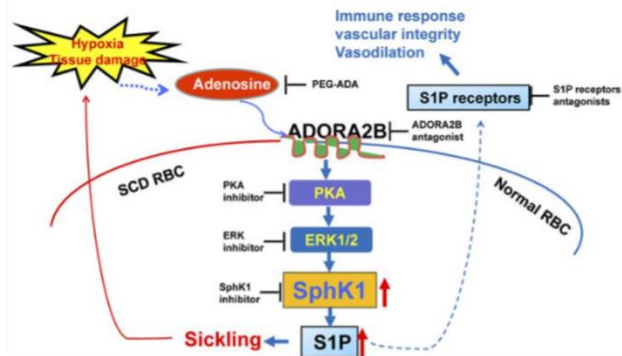 Immune response
vascular integrity
Vasodilation
Hypoxia
Tissue damage
Adenosine
PEG-ADA
S1P receptors
S1P receptors
antagonists
ADORA2B
ADORA2B
antagonist
SCD RBC
Normal RBC
PKA
inhibitor
PKA
ERK
inhibitor
ERK1/2
SphK1
inhibitor
SphK1
Sickling
S1P